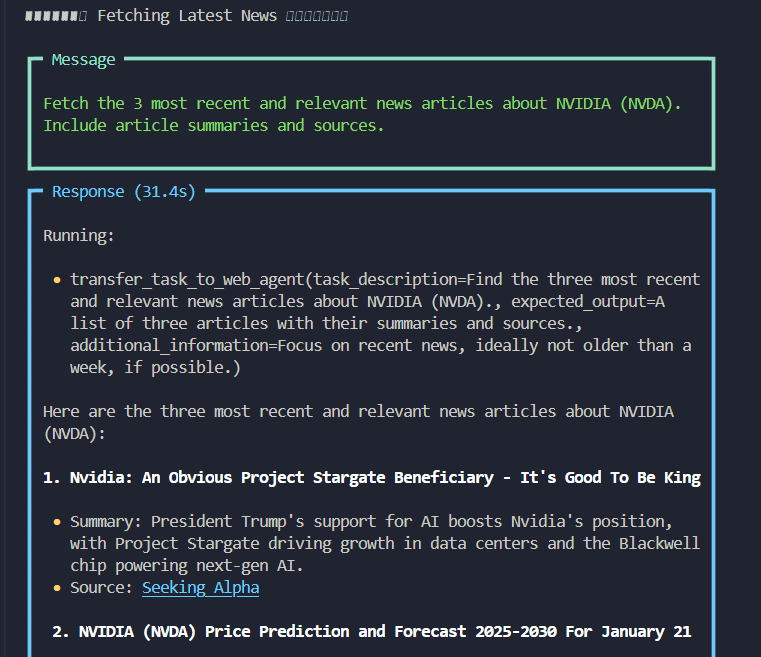 Fetching Latest News
Message
Fetch the 3 most recent and relevant news articles about NVIDIA (NVDA).
Include article summaries and sources.
Response (31.4s)
Running:
• transfer_task_to_web_agent(task_description=Find the three most recent
and relevant news articles about NVIDIA (NVDA)., expected_output=A
list of three articles with their summaries and sources.,
additional_information=Focus on recent news, ideally not older than a
week, if possible.)
Here are the three most recent and relevant news articles about NVIDIA
(NVDA):
1. Nvidia: An Obvious Project Stargate Beneficiary - It's Good To Be King
• Summary: President Trump's support for AI boosts Nvidia's position,
with Project Stargate driving growth in data centers and the Blackwell
chip powering next-gen AI.
• Source: Seeking Alpha
2. NVIDIA (NVDA) Price Prediction and Forecast 2025-2030 For January 21